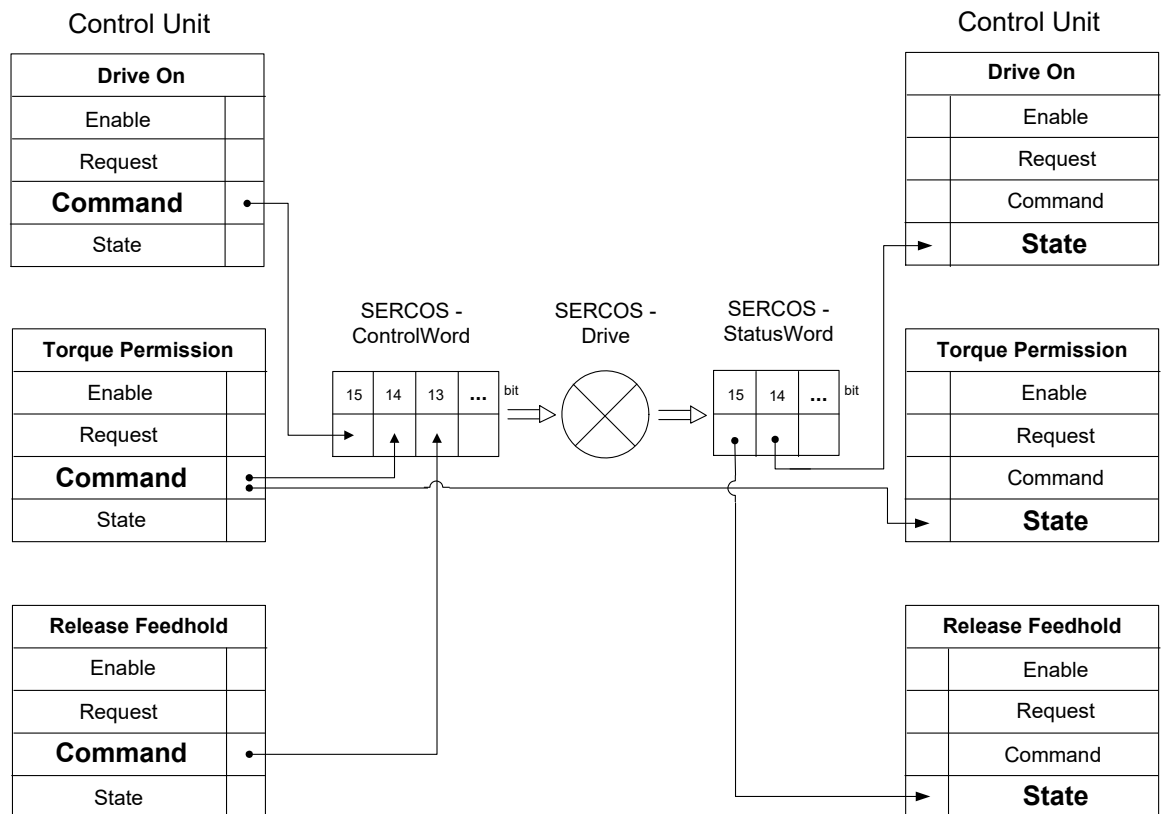 Control Unit
Drive On
Enable
Request
Command
State
Torque Permission
Enable
Request
Command
State
Release Feedhold
Enable
Request
Command
State
SERCOS -
ControlWord
15 14 13 ... bit
SERCOS -
Drive
SERCOS -
StatusWord
15 14 ... bit
Control Unit
Drive On
Enable
Request
Command
State
Torque Permission
Enable
Request
Command
State
Release Feedhold
Enable
Request
Command
State